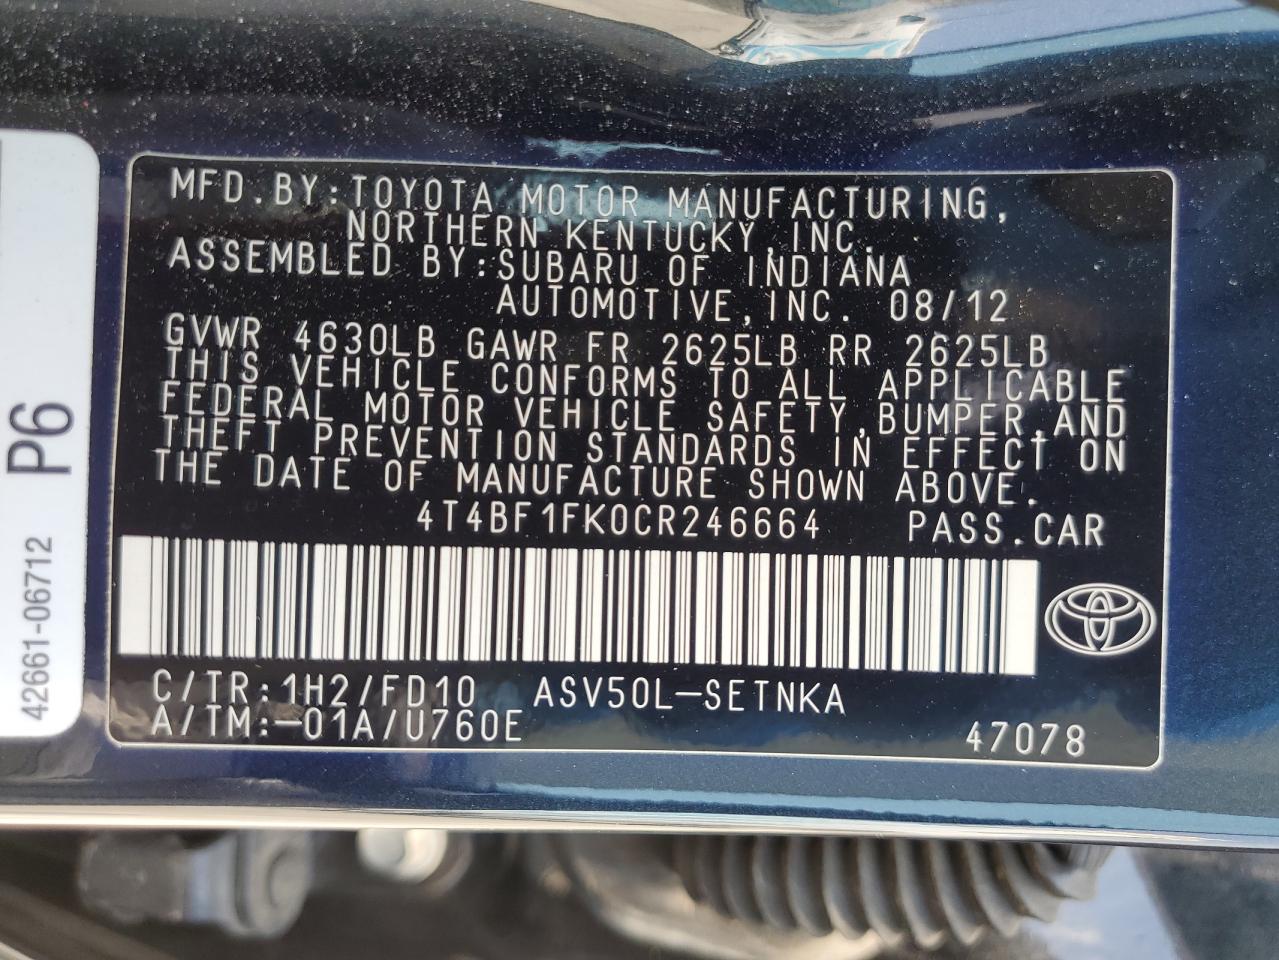 MFD.BY:TOYOTA MOTOR MANUFACTURING,
NORTHERN KENTUCKY,INC.
ASSEMBLED BY:SUBARU OF INDIANA
AUTOMOTIVE,INC. 08/12
GVWR 4630LB GAWR FR 2625LB RR 2625LB
THIS VEHICLE CONFORMS TO ALL APPLICABLE
FEDERAL MOTOR VEHICLE SAFETY,BUMPER,AND
THEFT PREVENTION STANDARDS IN EFFECT ON
THE DATE OF MANUFACTURE SHOWN ABOVE.
4T4BF1FK0CR246664 PASS.CAR
C/TR:1H2/FD10 ASV50L-SETNKA
A/TM:-01A/U760E 47078
42661-06712 P6